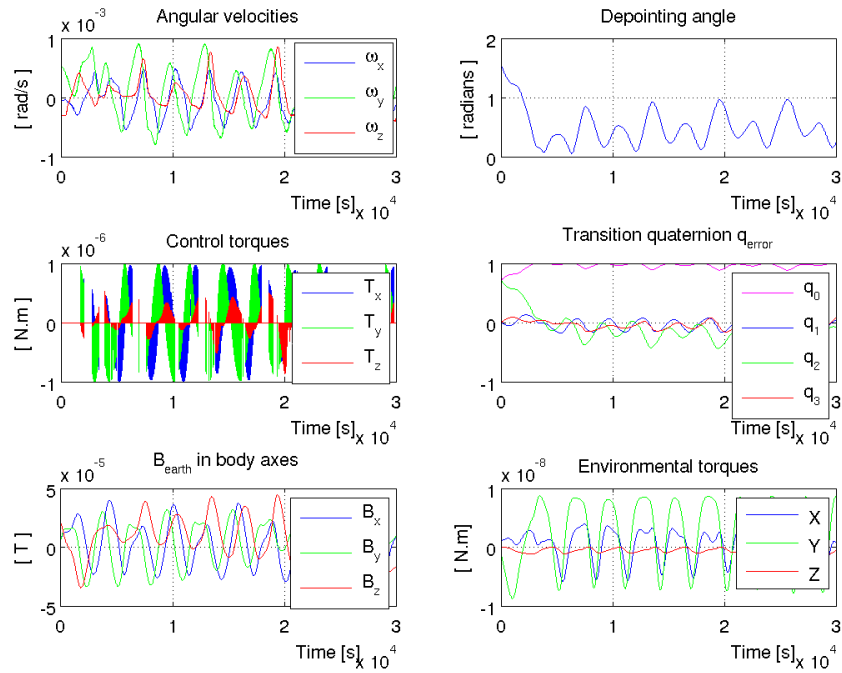 Angular velocities
x 10^-3
1
0
-1
[ rad/s ]
ω_x
ω_y
ω_z
0 1 2 3
Time [s] x 10^4
Depointing angle
2
1
0
[ radians ]
0 1 2 3
Time [s] x 10^4
Control torques
x 10^-6
1
0
-1
[ N.m ]
T_x
T_y
T_z
0 1 2 3
Time [s] x 10^4
Transition quaternion q_error
1
0
-1
q_0
q_1
q_2
q_3
0 1 2 3
Time [s] x 10^4
B_earth in body axes
x 10^-5
5
0
-5
[ T ]
B_x
B_y
B_z
0 1 2 3
Time [s] x 10^4
Environmental torques
x 10^-8
1
0
-1
[ N.m]
X
Y
Z
0 1 2 3
Time [s] x 10^4